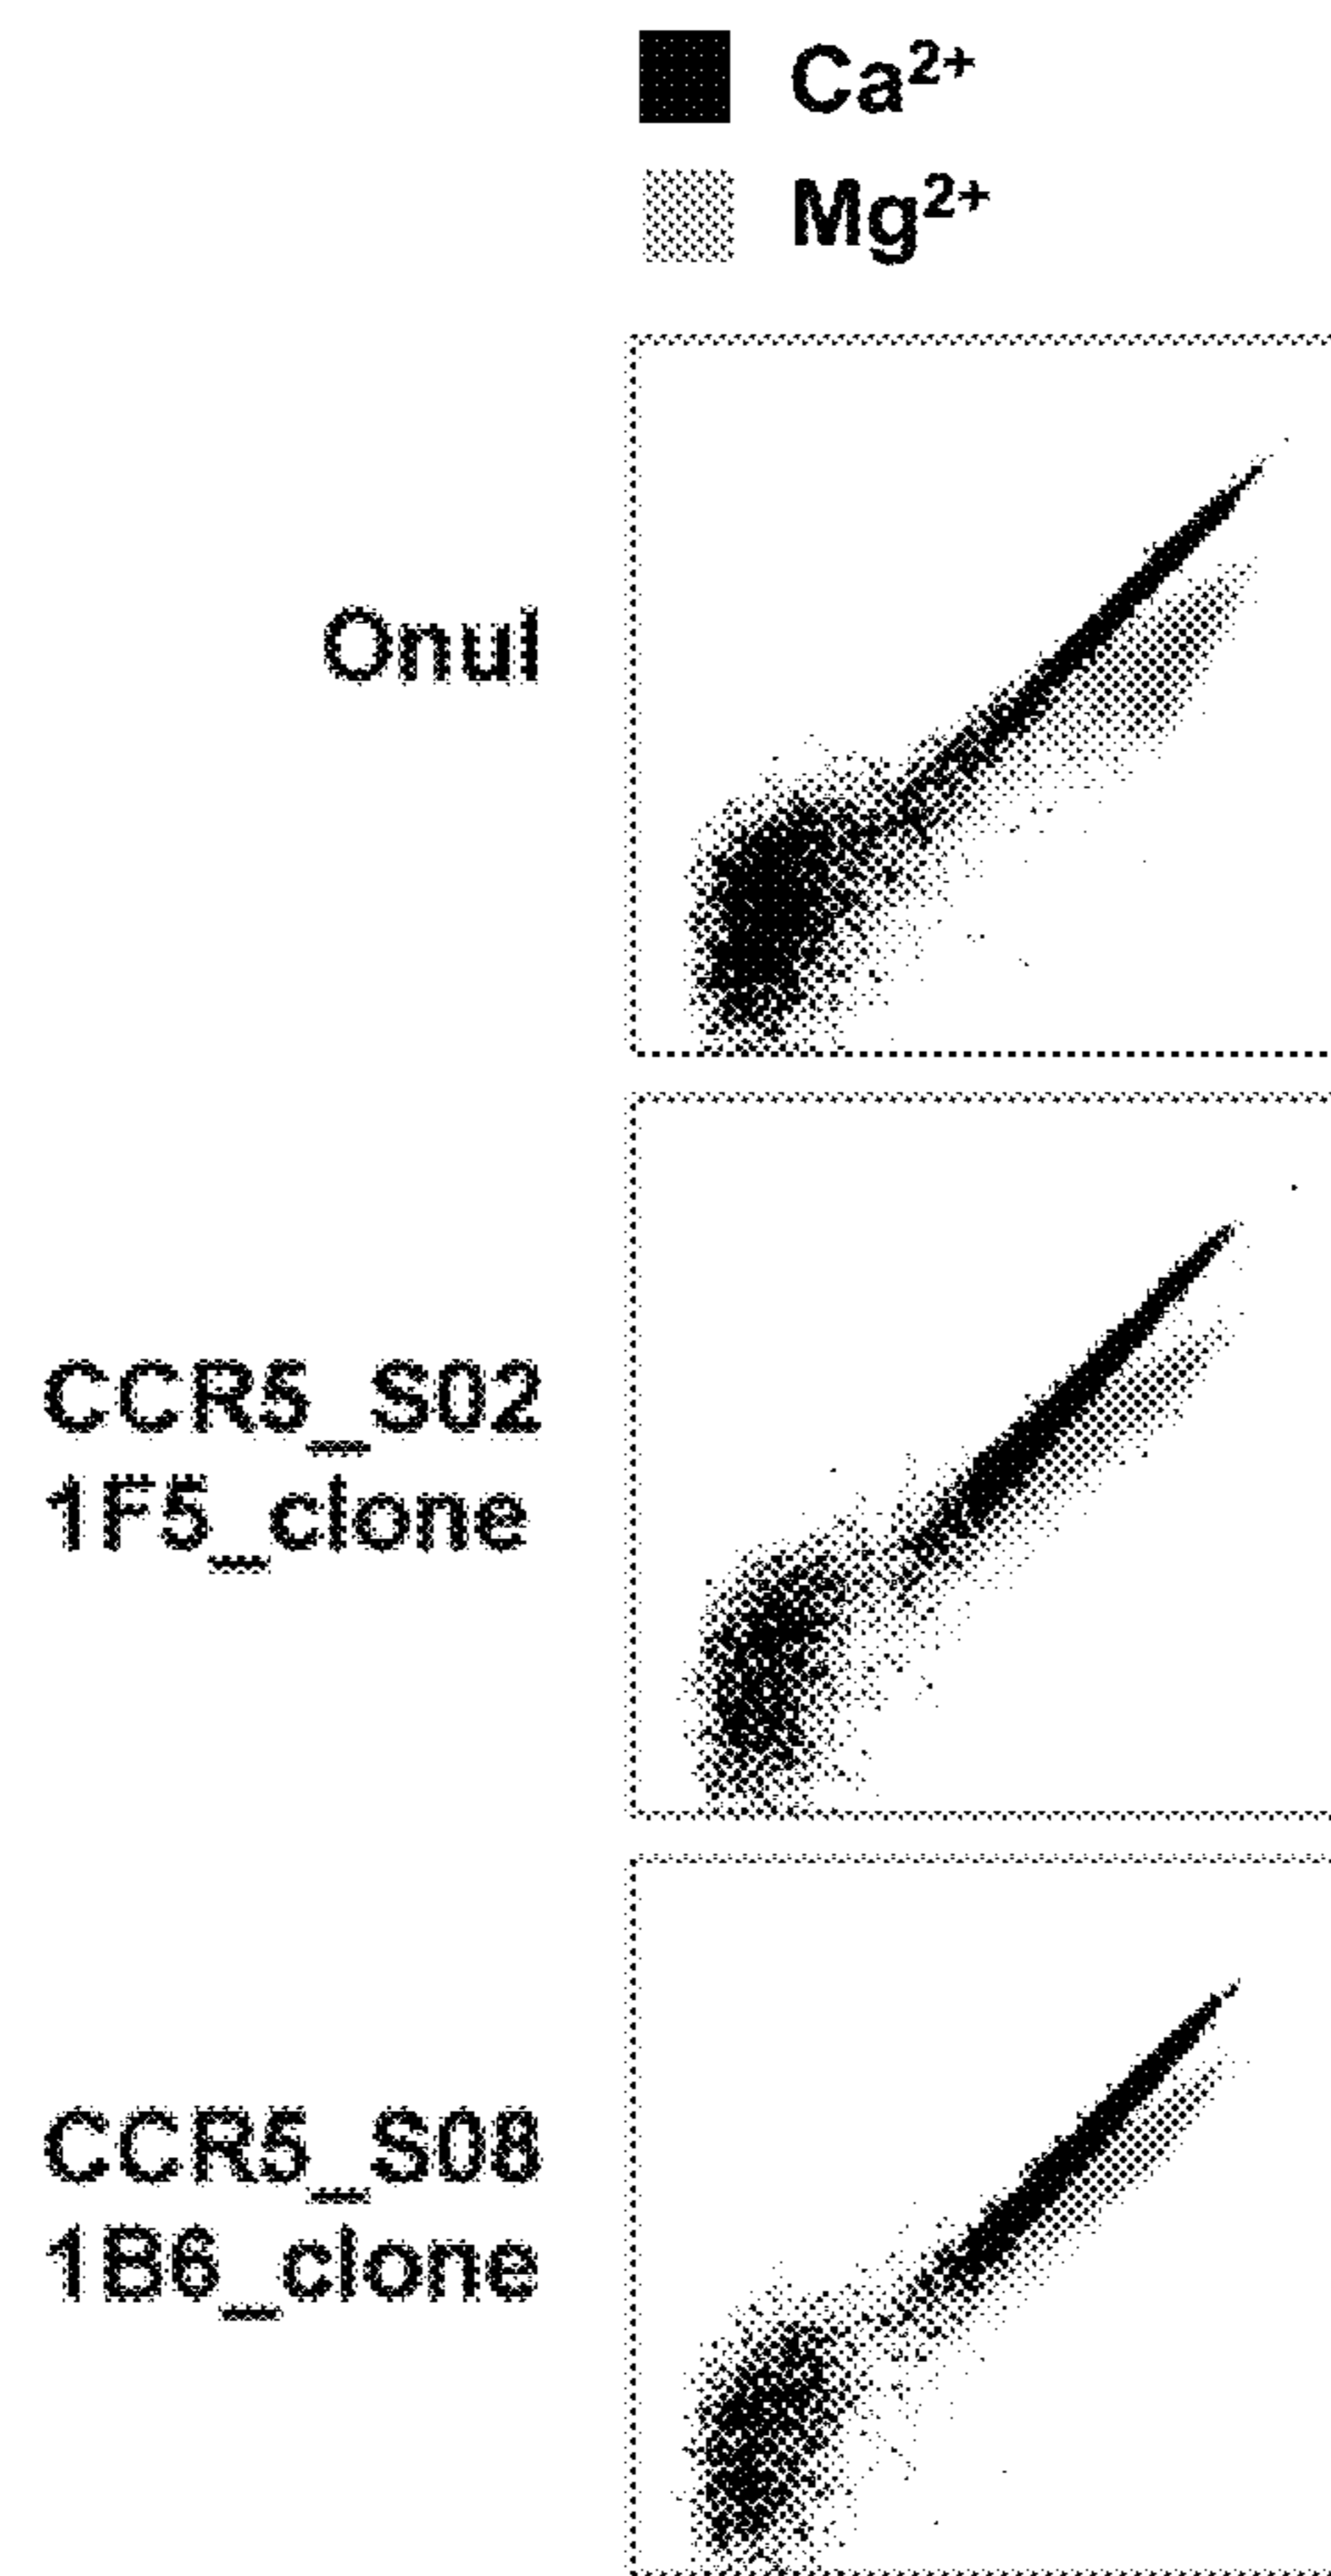 Ca²⁺
Mg²⁺
Onul
CCR5_S02
1F5_clone
CCR5_S08
1B6_clone